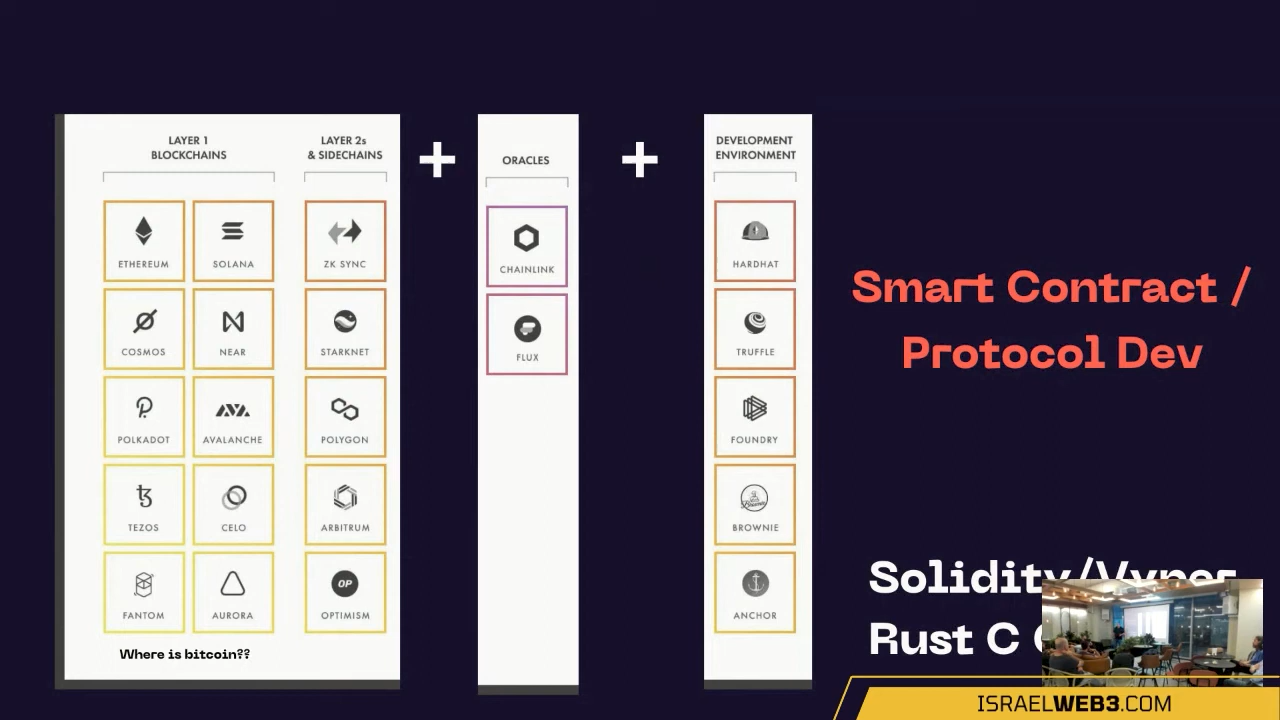 LAYER 1
BLOCKCHAINS
LAYER 2s
& SIDECHAINS
ETHEREUM
SOLANA
ZK SYNC
COSMOS
NEAR
STARKNET
POLKADOT
AVALANCHE
POLYGON
TEZOS
CELO
ARBITRUM
FANTOM
AURORA
OP
OPTIMISM
Where is bitcoin??
+
ORACLES
CHAINLINK
FLUX
+
DEVELOPMENT
ENVIRONMENT
HARDHAT
TRUFFLE
FOUNDRY
BROWNIE
ANCHOR
Smart Contract /
Protocol Dev
Solidity/Vyper
Rust C
ISRAELWEB3.COM